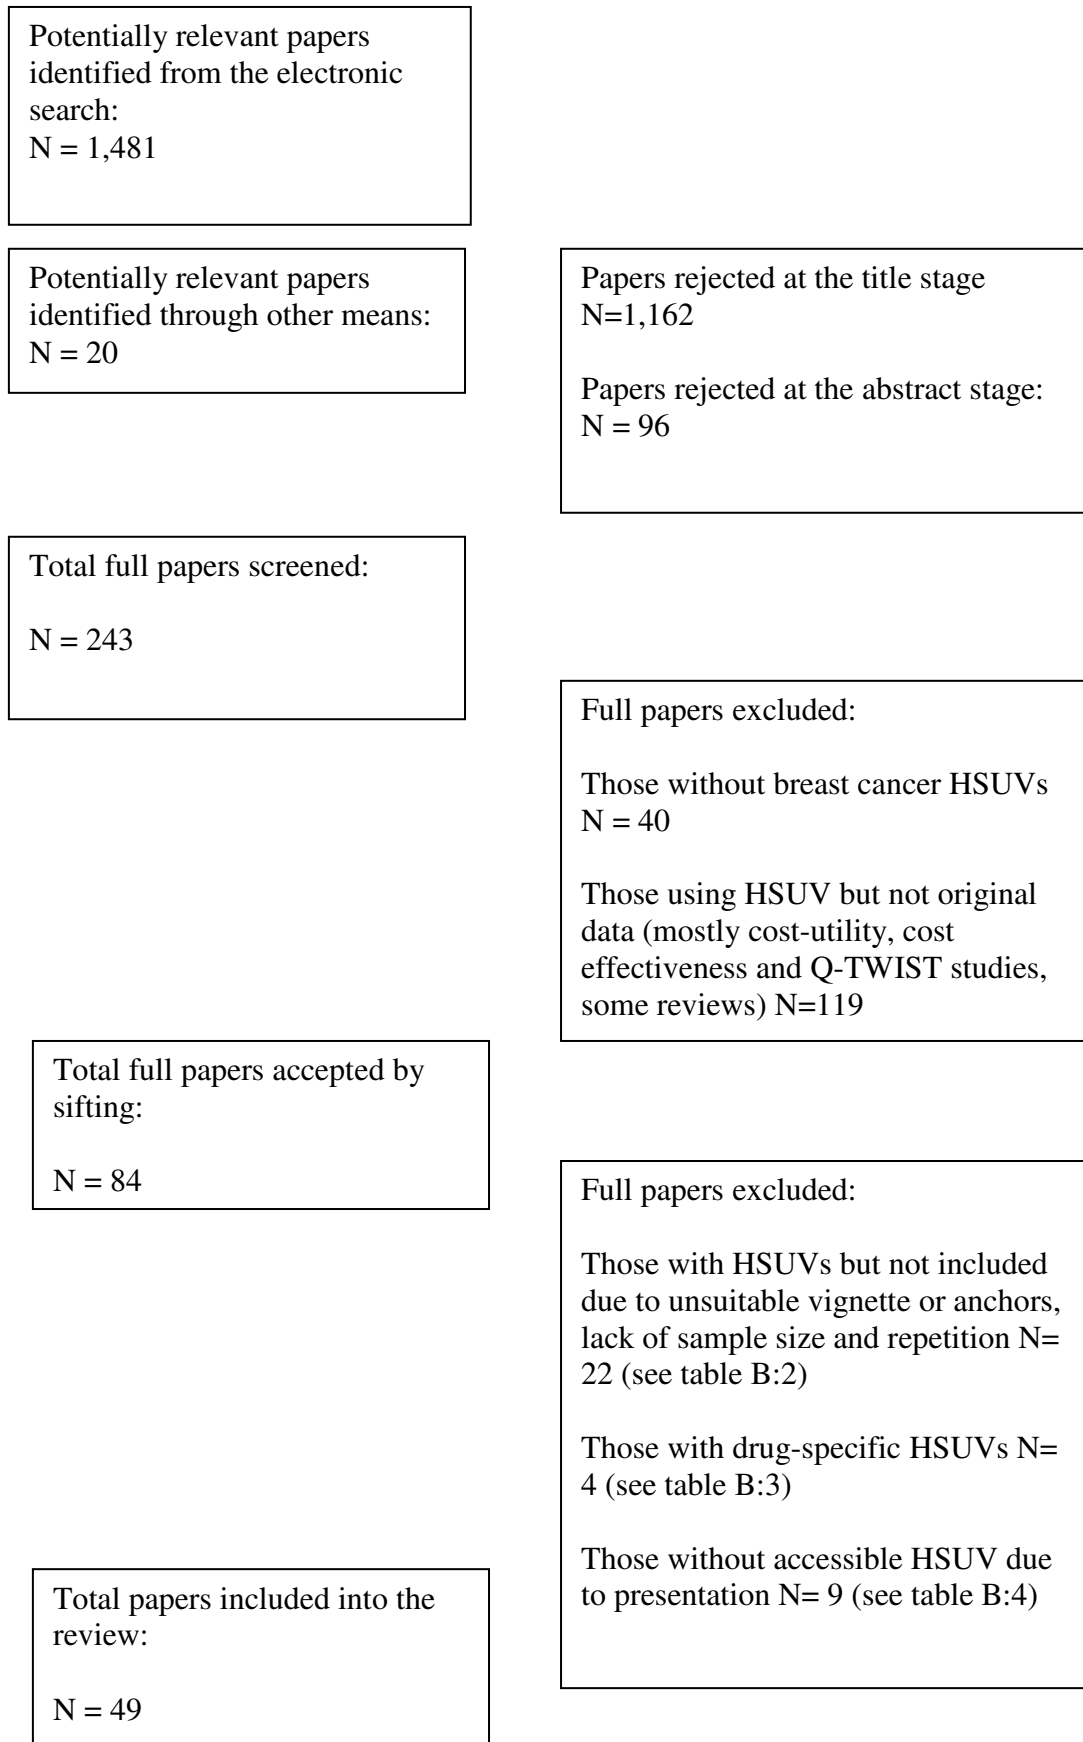 Potentially relevant papers
identified from the electronic
search:
N = 1,481
Potentially relevant papers
identified through other means:
N = 20
Papers rejected at the title stage
N=1,162
Papers rejected at the abstract stage:
N = 96
Total full papers screened:
N = 243
Full papers excluded:
Those without breast cancer HSUVs
N = 40
Those using HSUV but not original
data (mostly cost-utility, cost
effectiveness and Q-TWIST studies,
some reviews) N=119
Total full papers accepted by
sifting:
N = 84
Full papers excluded:
Those with HSUVs but not included
due to unsuitable vignette or anchors,
lack of sample size and repetition N=
22 (see table B:2)
Those with drug-specific HSUVs N=
4 (see table B:3)
Those without accessible HSUV due
to presentation N= 9 (see table B:4)
Total papers included into the
review:
N = 49